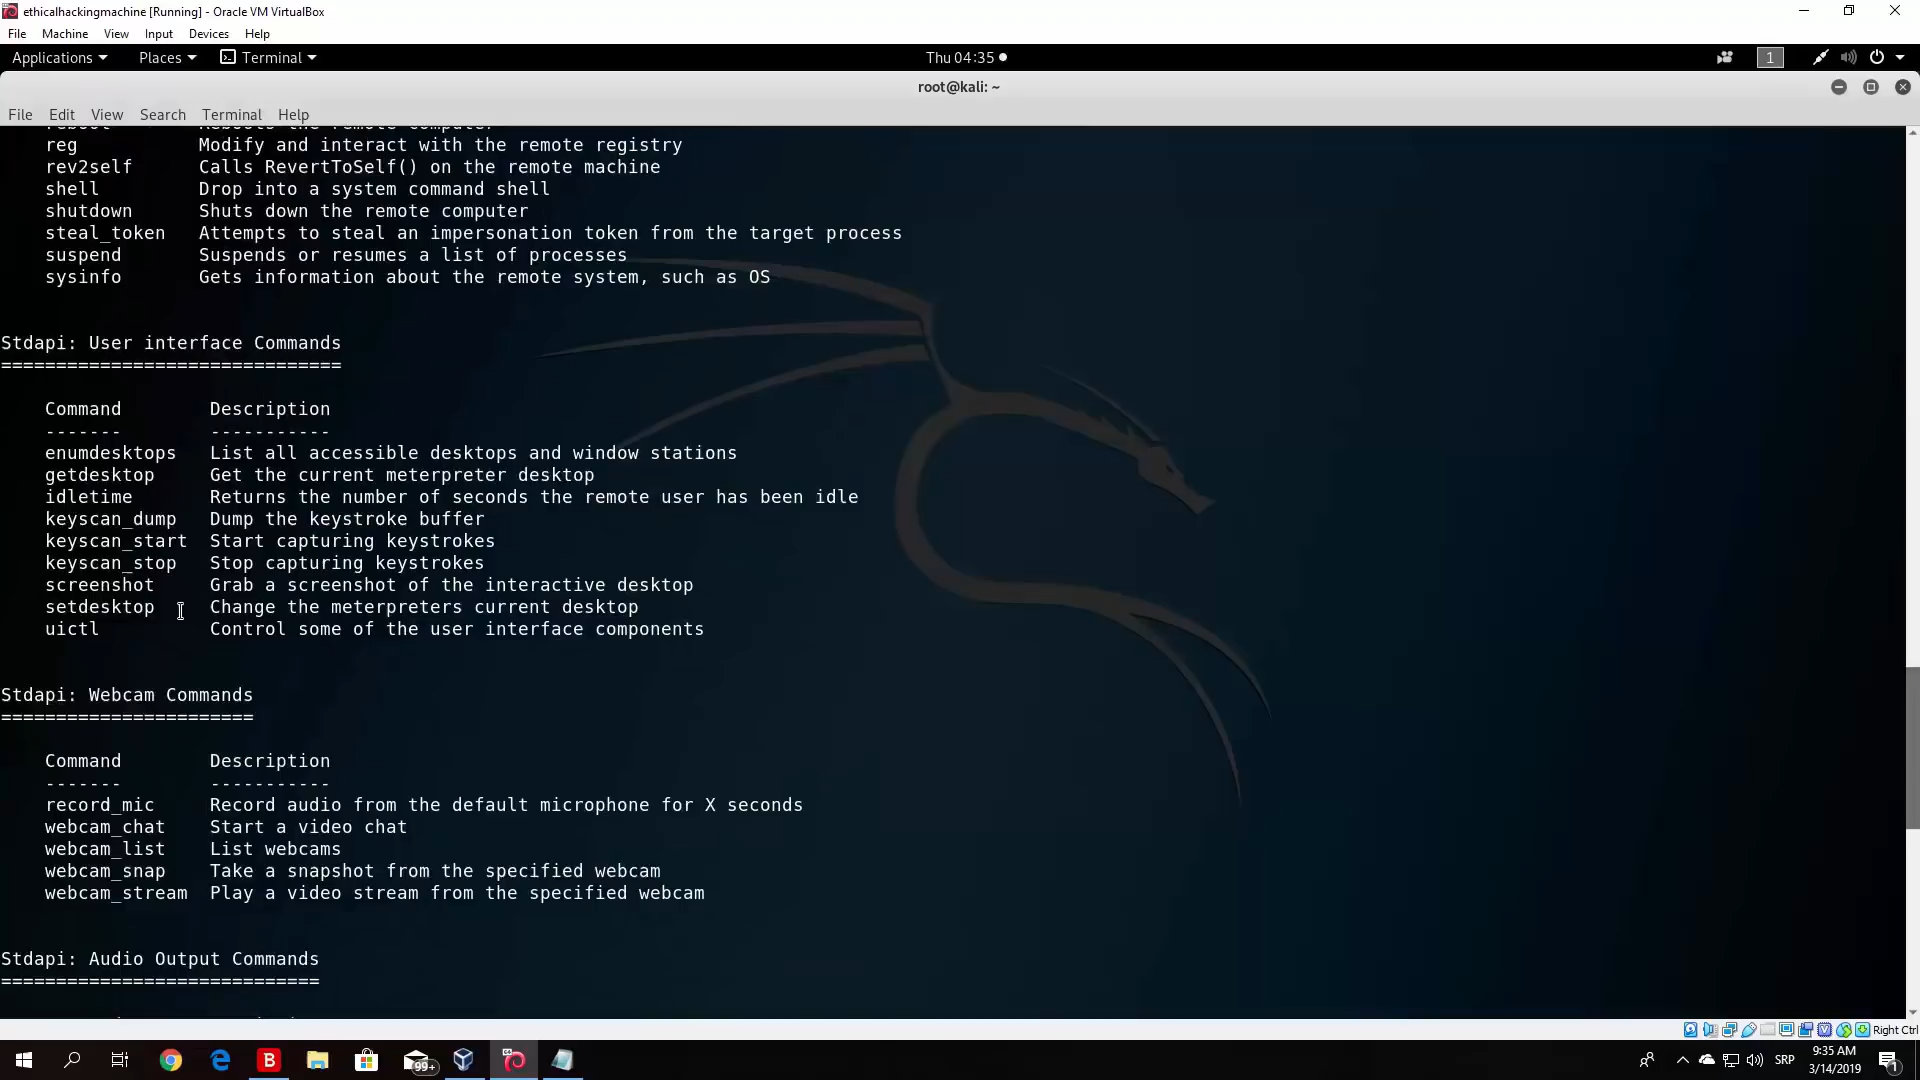 ethicalhackingmachine [Running] - Oracle VM VirtualBox
File Machine View Input Devices Help
Applications Places Terminal Thu 04:35 1
root@kali: ~
File Edit View Search Terminal Help
reboot Reboots the remote computer
reg Modify and interact with the remote registry
rev2self Calls RevertToSelf() on the remote machine
shell Drop into a system command shell
shutdown Shuts down the remote computer
steal_token Attempts to steal an impersonation token from the target process
suspend Suspends or resumes a list of processes
sysinfo Gets information about the remote system, such as OS
Stdapi: User interface Commands
===============================
Command Description
------- -----------
enumdesktops List all accessible desktops and window stations
getdesktop Get the current meterpreter desktop
idletime Returns the number of seconds the remote user has been idle
keyscan_dump Dump the keystroke buffer
keyscan_start Start capturing keystrokes
keyscan_stop Stop capturing keystrokes
screenshot Grab a screenshot of the interactive desktop
setdesktop Change the meterpreters current desktop
uictl Control some of the user interface components
Stdapi: Webcam Commands
=======================
Command Description
------- -----------
record_mic Record audio from the default microphone for X seconds
webcam_chat Start a video chat
webcam_list List webcams
webcam_snap Take a snapshot from the specified webcam
webcam_stream Play a video stream from the specified webcam
Stdapi: Audio Output Commands
=============================
Right Ctrl
99+ SRP 9:35 AM
3/14/2019 1